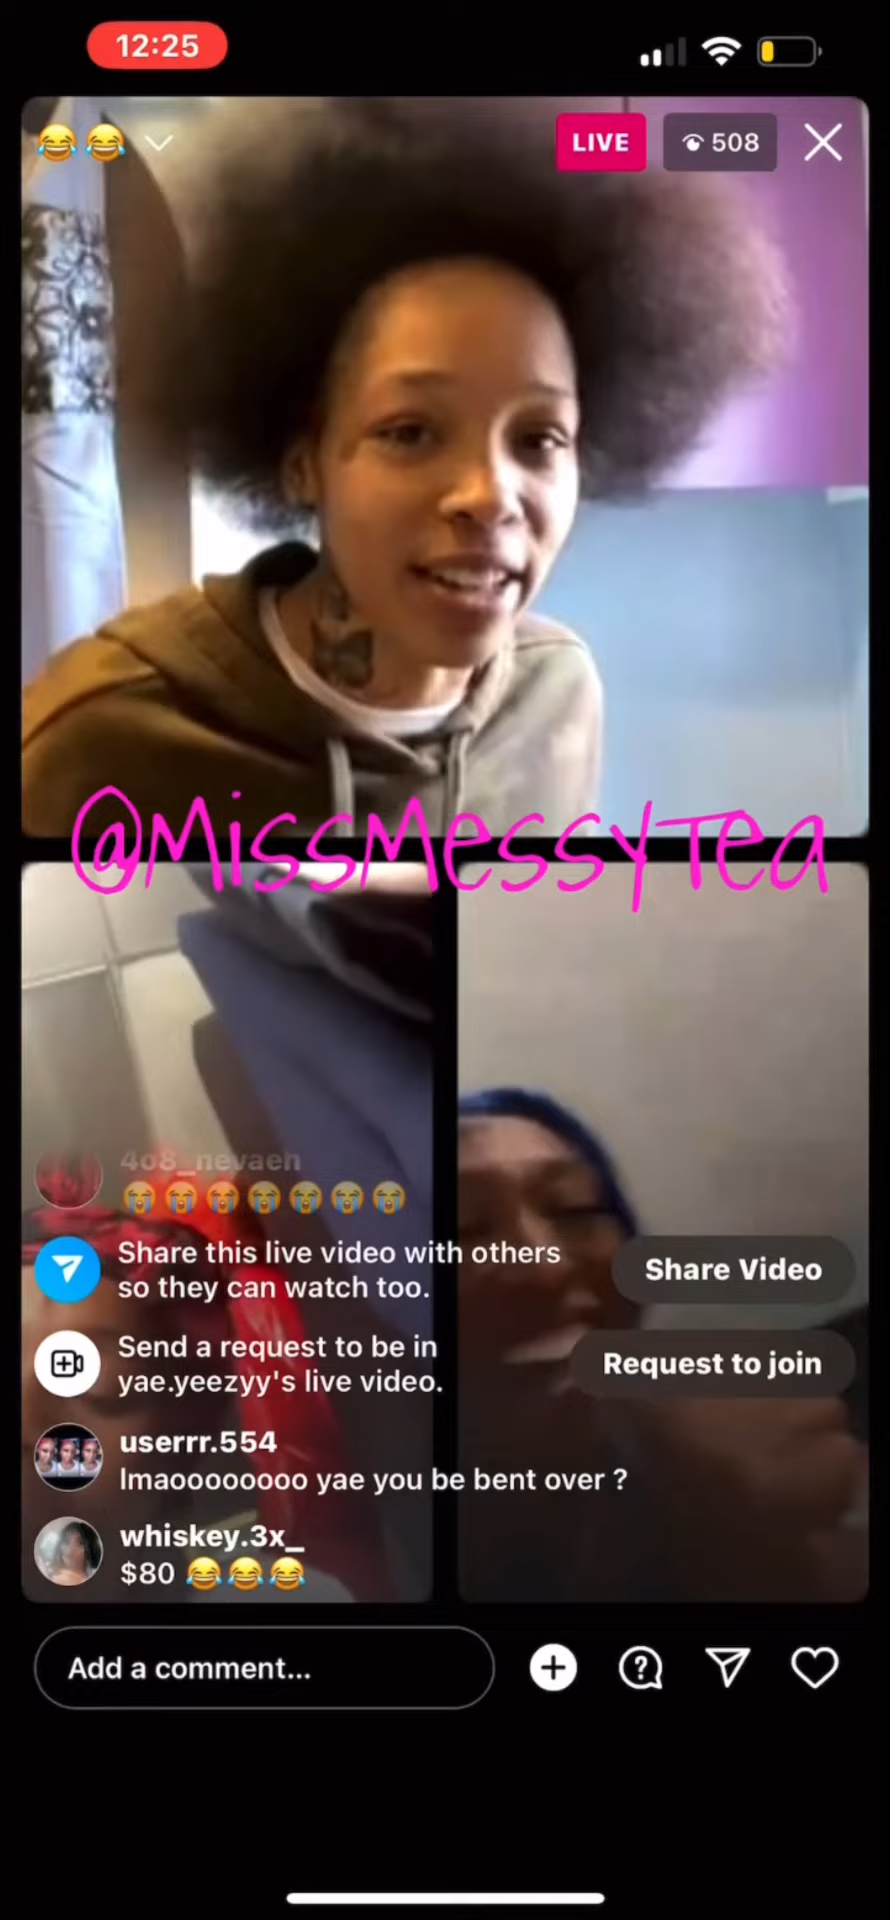 12:25
😂😂
LIVE
508
@MissMessyTea
4o8_nevaeh
😭😭😭😭😭😭😭
Share this live video with others
so they can watch too.
Share Video
Send a request to be in
yae.yeezyy's live video.
Request to join
userrr.554
lmaoooooooo yae you be bent over ?
whiskey.3x_
$80 😂😂😂
Add a comment...